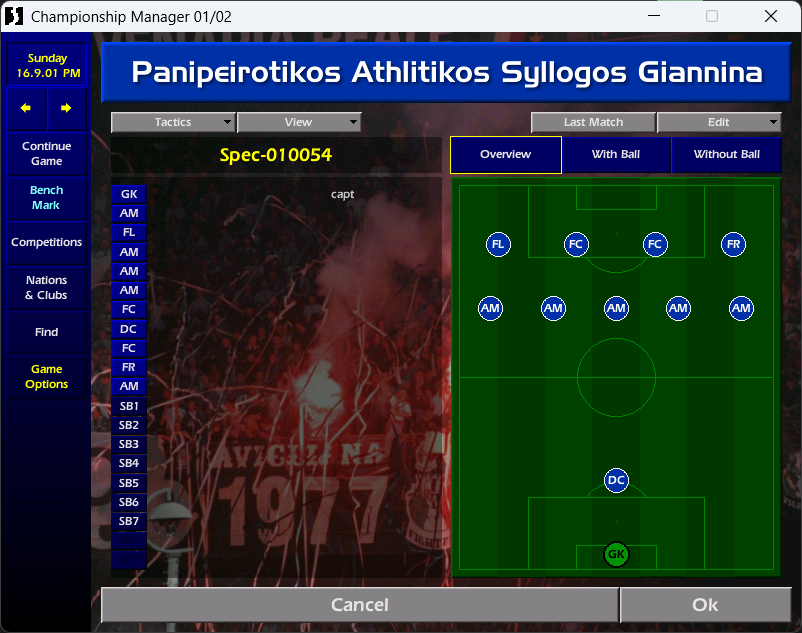 Championship Manager 01/02
Sunday
16.9.01 PM
Panipeirotikos Athlitikos Syllogos Giannina
Continue
Game
Bench
Mark
Competitions
Nations
& Clubs
Find
Game
Options
Tactics
View
Last Match
Edit
Spec-010054
Overview
With Ball
Without Ball
GK capt
AM
FL
AM
AM
AM
FC
DC
FC
FR
AM
SB1
SB2
SB3
SB4
SB5
SB6
SB7
FL FC FC FR
AM AM AM AM AM
DC
GK
AVIGLIANA
1977
Cancel
Ok